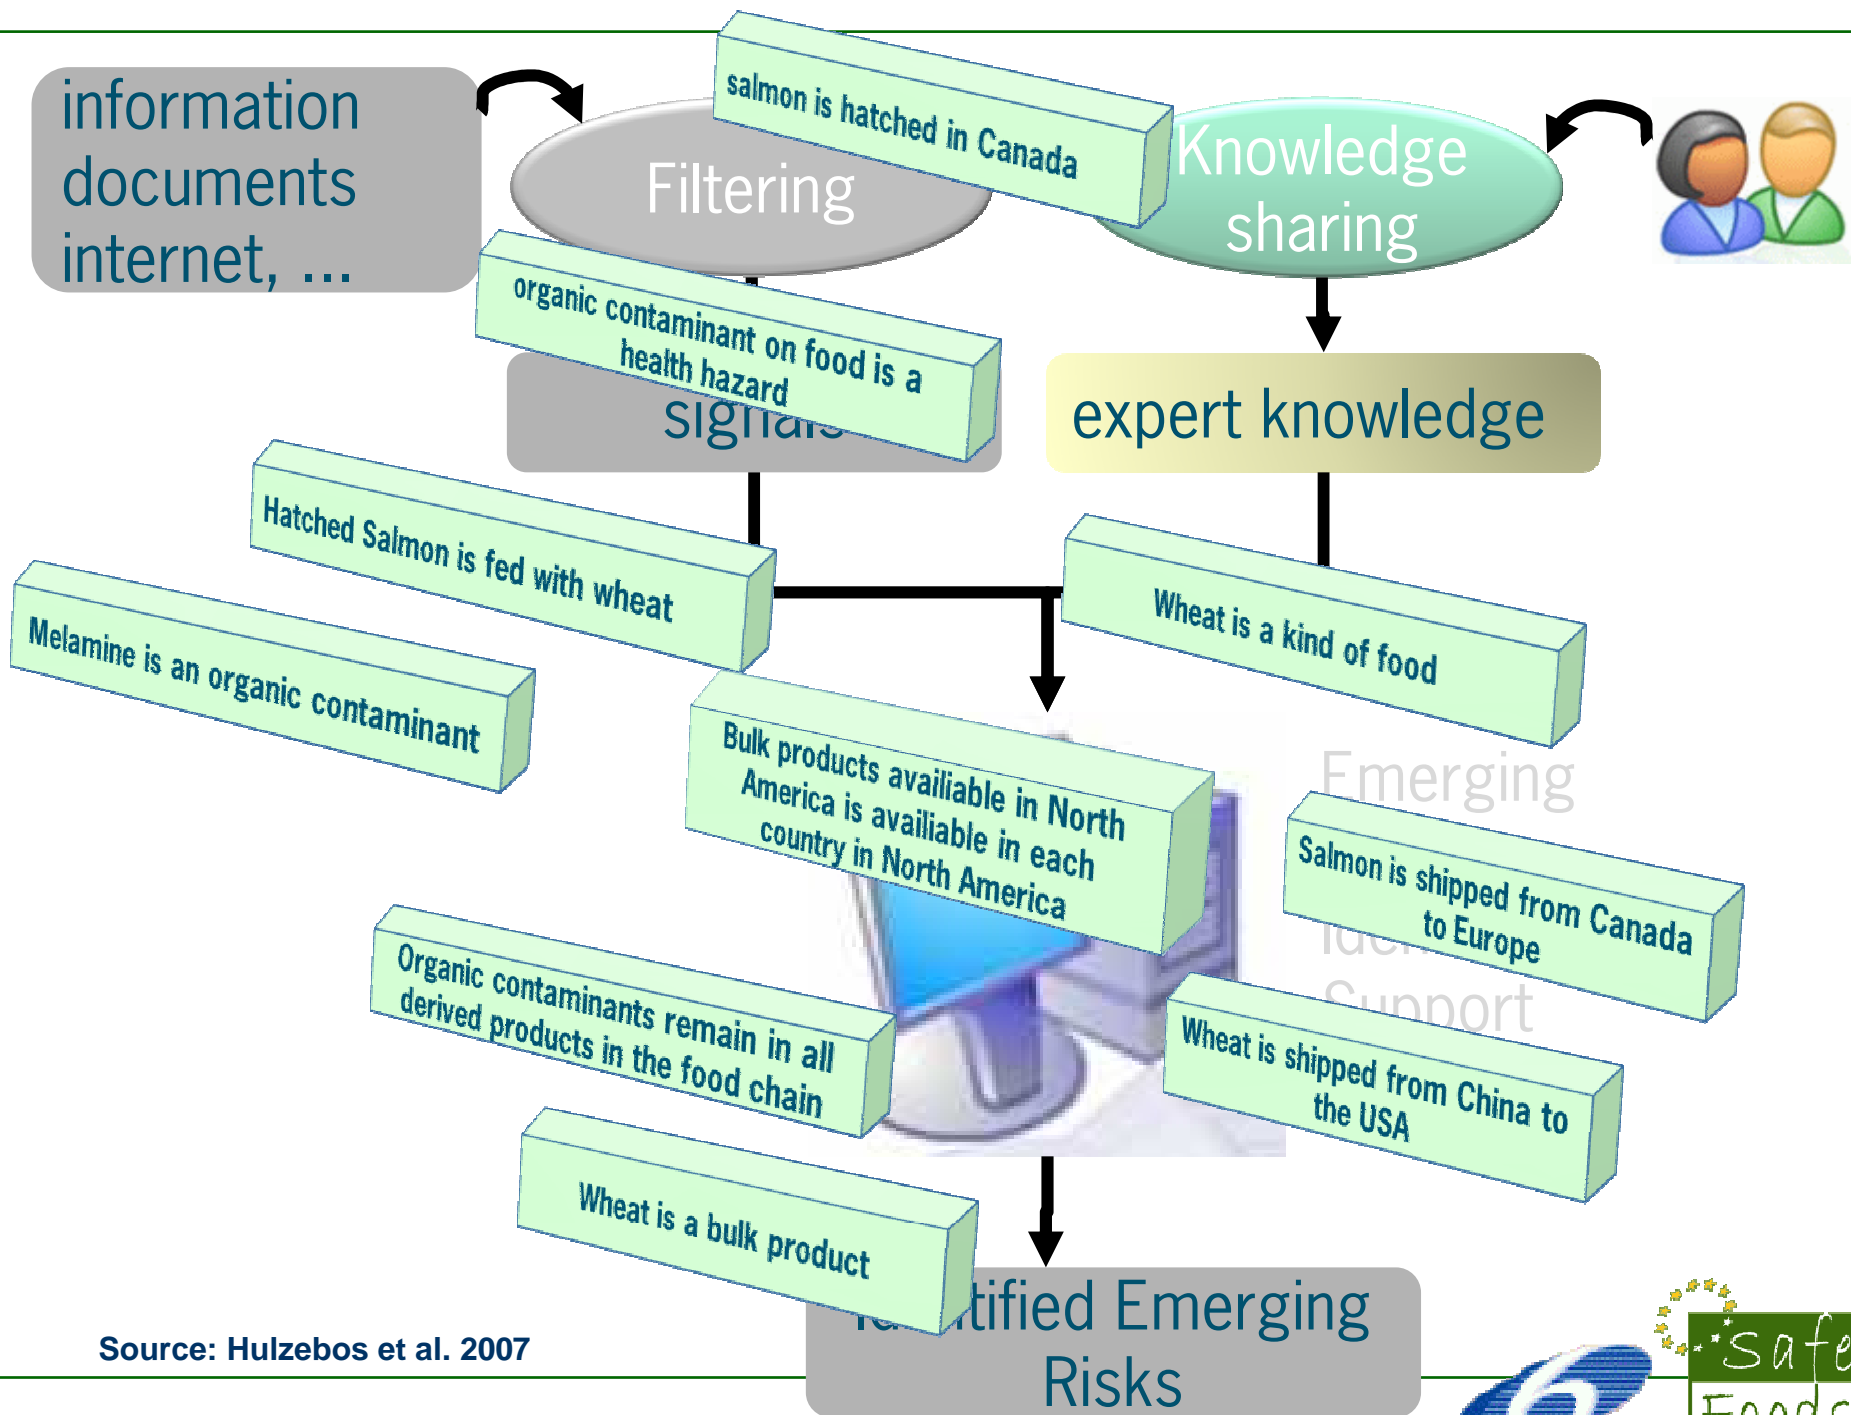 information
documents
internet, ...
Filtering
salmon is hatched in Canada
Knowledge
sharing
organic contaminant on food is a
health hazard
signals
expert knowledge
Hatched Salmon is fed with wheat
Wheat is a kind of food
Melamine is an organic contaminant
Bulk products availiable in North
America is availiable in each
country in North America
Emerging
Salmon is shipped from Canada
to Europe
Support
Organic contaminants remain in all
derived products in the food chain
Wheat is shipped from China to
the USA
Wheat is a bulk product
Identified Emerging
Risks
Source: Hulzebos et al. 2007
Safe
Foods